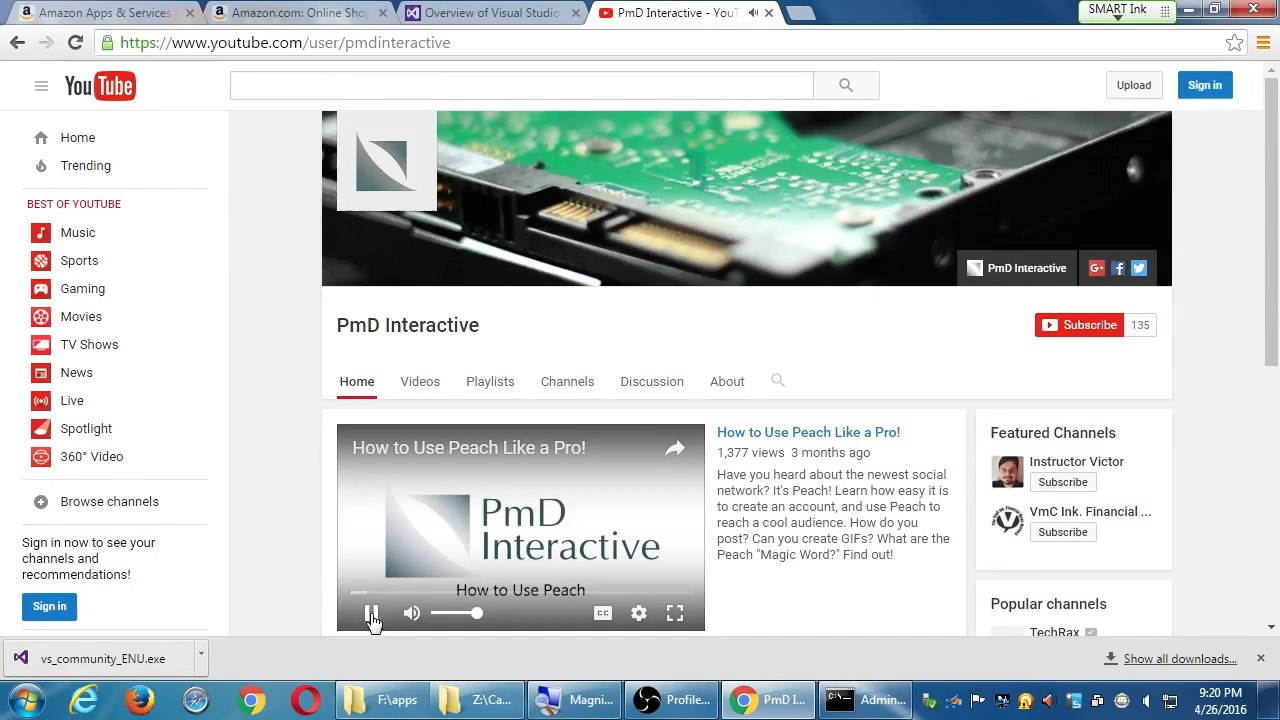 Amazon Apps & Services
Amazon.com: Online Sho
Overview of Visual Studio
PmD Interactive - YouT
SMART Ink
https://www.youtube.com/user/pmdinteractive
YouTube
Upload
Sign in
Home
Trending
BEST OF YOUTUBE
Music
Sports
Gaming
Movies
TV Shows
News
Live
Spotlight
360° Video
Browse channels
Sign in now to see your
channels and
recommendations!
Sign in
PmD Interactive
PmD Interactive
Subscribe 135
Home
Videos
Playlists
Channels
Discussion
About
How to Use Peach Like a Pro!
PmD
Interactive
How to Use Peach
CC
How to Use Peach Like a Pro!
1,377 views 3 months ago
Have you heard about the newest social
network? It's Peach! Learn how easy it is
to create an account, and use Peach to
reach a cool audience. How do you
post? Can you create GIFs? What are the
Peach "Magic Word?" Find out!
Featured Channels
Instructor Victor
Subscribe
VmC Ink. Financial ...
Subscribe
Popular channels
TechRax
vs_community_ENU.exe
Show all downloads...
F:\apps
Z:\Ca...
Magni...
Profile...
PmD I...
Admin...
9:20 PM
4/26/2016